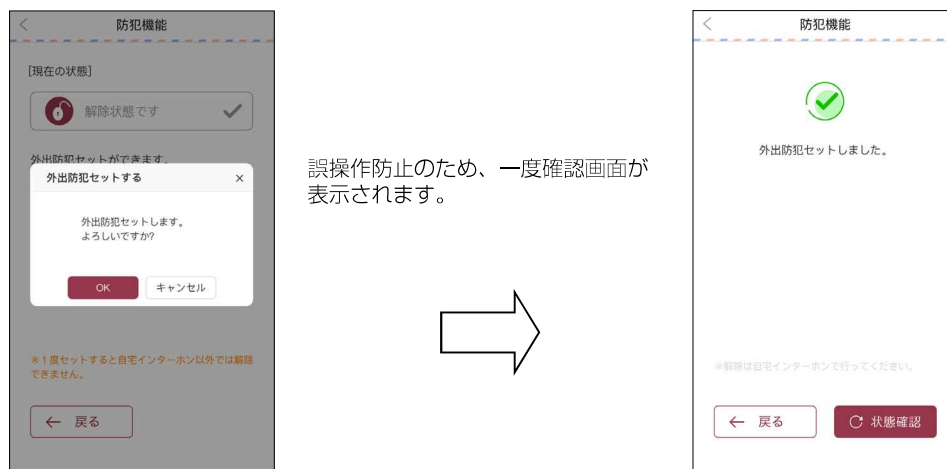 防犯機能
[現在の状態]
解除状態です
外出防犯セットができます。
外出防犯セットする
×
外出防犯セットします。
よろしいですか?
OK
キャンセル
※1度セットすると自宅インターホン以外では解除
できません。
← 戻る
誤操作防止のため、一度確認画面が
表示されます。
防犯機能
外出防犯セットしました。
※解除は自宅インターホンで行ってください。
← 戻る
状態確認